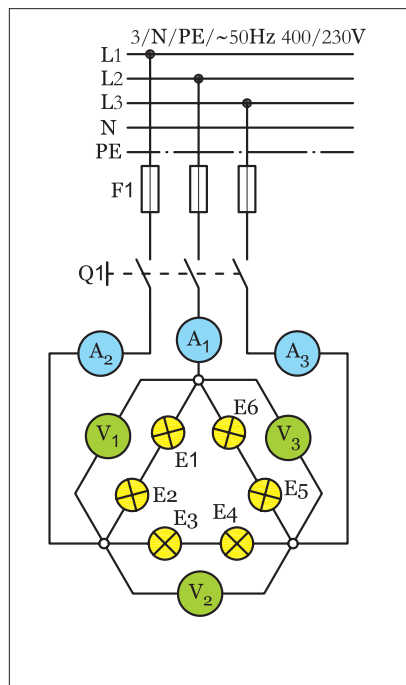 3/N/PE/~50Hz 400/230V
L1
L2
L3
N
PE
F1
Q1
A₁
A₂ A₃
E6
V₁ V₃
E1
E5
E2
E3 E4
V₂